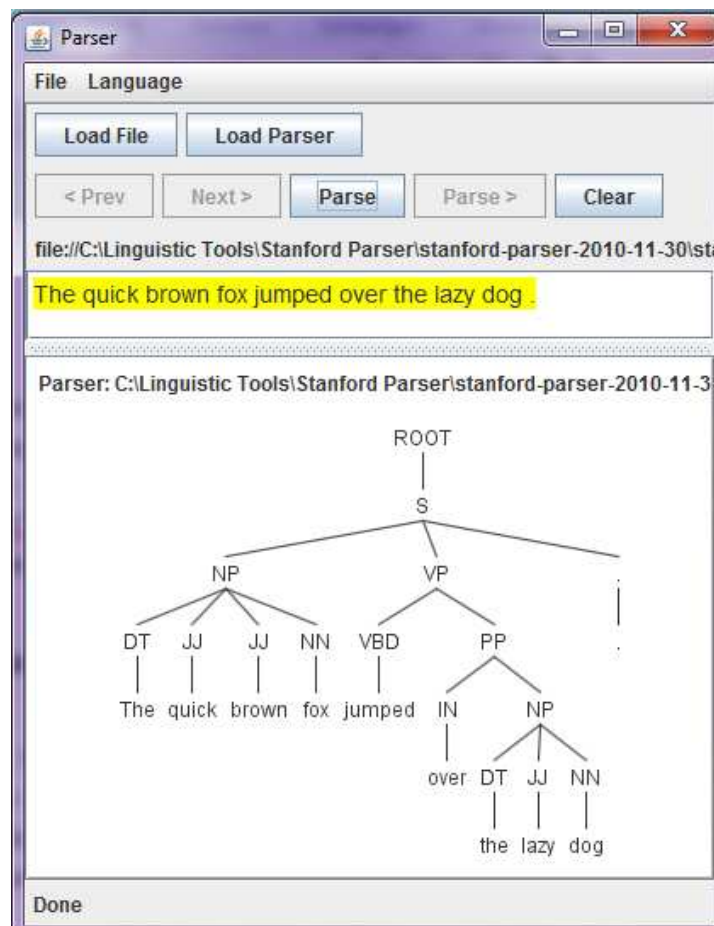 Parser
File Language
Load File Load Parser
< Prev Next > Parse Parse > Clear
file://C:\Linguistic Tools\Stanford Parser\stanford-parser-2010-11-30\sta
The quick brown fox jumped over the lazy dog .
Parser: C:\Linguistic Tools\Stanford Parser\stanford-parser-2010-11-3
ROOT
S
NP VP .
DT JJ JJ NN VBD PP .
The quick brown fox jumped IN NP
over DT JJ NN
the lazy dog
Done